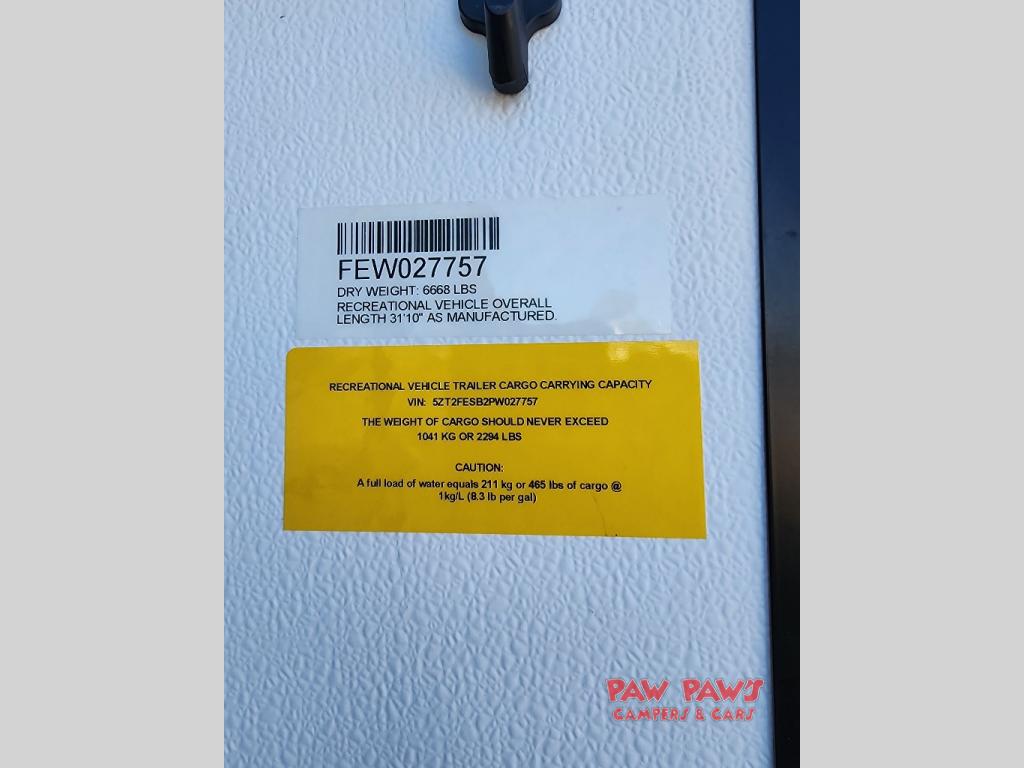 FEW027757
DRY WEIGHT: 6668 LBS
RECREATIONAL VEHICLE OVERALL
LENGTH 31'10" AS MANUFACTURED.
RECREATIONAL VEHICLE TRAILER CARGO CARRYING CAPACITY
VIN: 5ZT2FESB2PW027757
THE WEIGHT OF CARGO SHOULD NEVER EXCEED
1041 KG OR 2294 LBS
CAUTION:
A full load of water equals 211 kg or 465 lbs of cargo @
1kg/L (8.3 lb per gal)
PAW PAW'S
CAMPERS & CARS